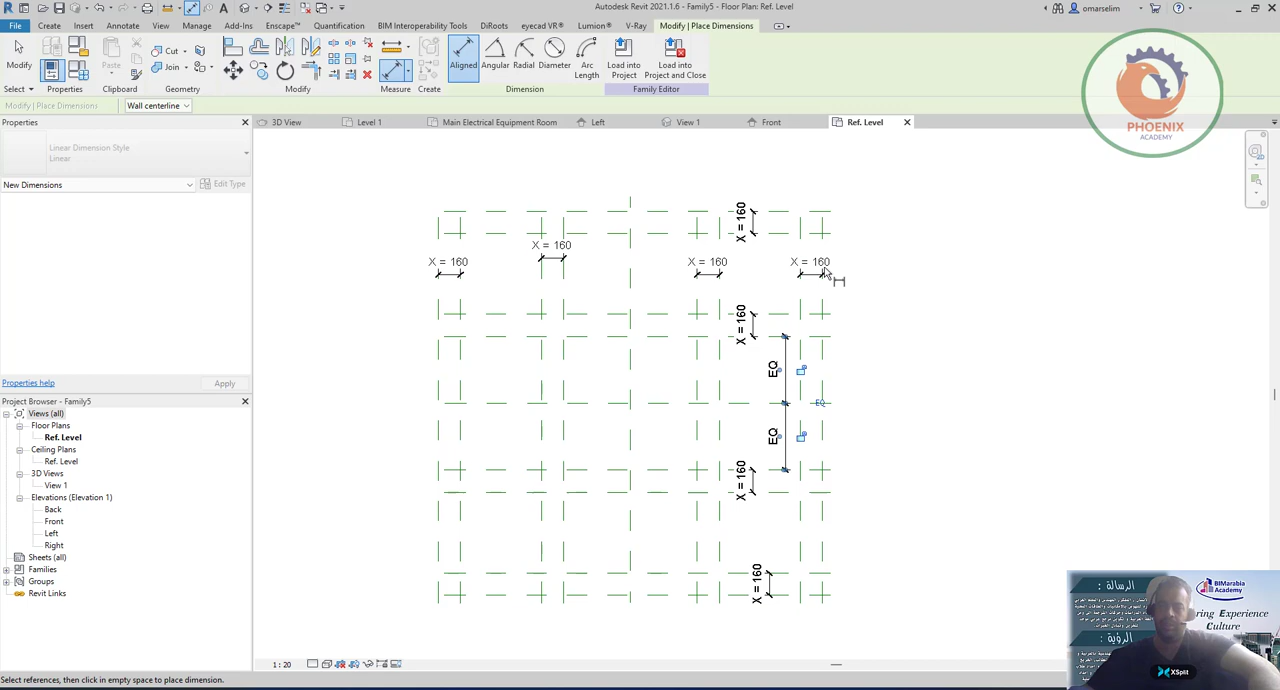 Autodesk Revit 2021.1.6 - Family5 - Floor Plan: Ref. Level
omarselim
File Create Insert Annotate View Manage Add-Ins Enscape™ Quantification BIM Interoperability Tools DiRoots eyecad VR® Lumion® V-Ray Modify | Place Dimensions
Modify
Paste
Cut
Join
Aligned
Angular
Radial
Diameter
Arc Length
Load into Project
Load into Project and Close
Select Properties Clipboard Geometry Modify Measure Create Dimension Family Editor
Modify | Place Dimensions
Wall centerline
PHOENIX
ACADEMY
Properties
3D View
Level 1
Main Electrical Equipment Room
Left
View 1
Front
Ref. Level
Linear Dimension Style
Linear
New Dimensions
Edit Type
X = 160
X = 160
X = 160
X = 160
X = 160
X = 160
EQ
EQ
EQ
X = 160
X = 160
Properties help
Apply
Project Browser - Family5
Views (all)
Floor Plans
Ref. Level
Ceiling Plans
Ref. Level
3D Views
View 1
Elevations (Elevation 1)
Back
Front
Left
Right
Sheets (all)
Families
Groups
Revit Links
1 : 20
Select references, then click in empty space to place dimension.
الرسالة :
الرؤية :
BIMarabia
Academy
ring Experience
Culture
XSplit